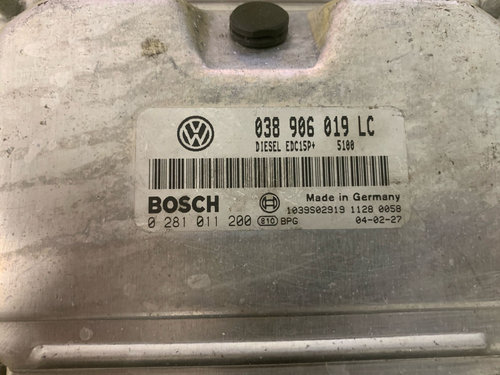 038 906 019 LC
DIESEL EDC15P+ 5100
BOSCH
Made in Germany
1039S02919 1128 0058
0 281 011 200 810 BPG 04-02-27